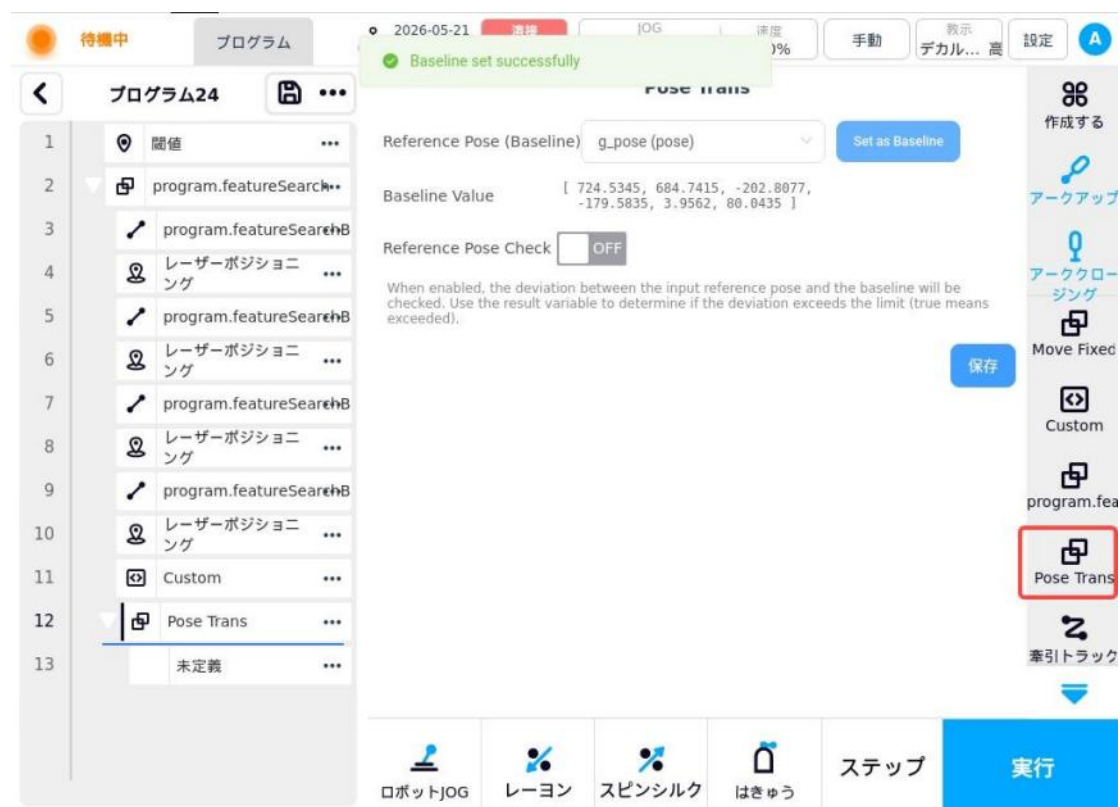 待機中
プログラム
2026-05-21
JOG
速度
0%
手動
教示
デカル... 高
設定
A
Baseline set successfully
プログラム24
Pose Trans
1 閾値
2 program.featureSearch
3 program.featureSearchB
4 レーザーポジショニ
ング
5 program.featureSearchB
6 レーザーポジショニ
ング
7 program.featureSearchB
8 レーザーポジショニ
ング
9 program.featureSearchB
10 レーザーポジショニ
ング
11 Custom
12 Pose Trans
13 未定義
Reference Pose (Baseline) g_pose (pose) Set as Baseline
Baseline Value [ 724.5345, 684.7415, -202.8077,
-179.5835, 3.9562, 80.0435 ]
Reference Pose Check OFF
When enabled, the deviation between the input reference pose and the baseline will be
checked. Use the result variable to determine if the deviation exceeds the limit (true means
exceeded).
保存
作成する
アークアップ
アーククロー
ジング
Move Fixed
Custom
program.fea
Pose Trans
牽引トラック
ロボットJOG
レーヨン
スピンシルク
はきゅう
ステップ
実行